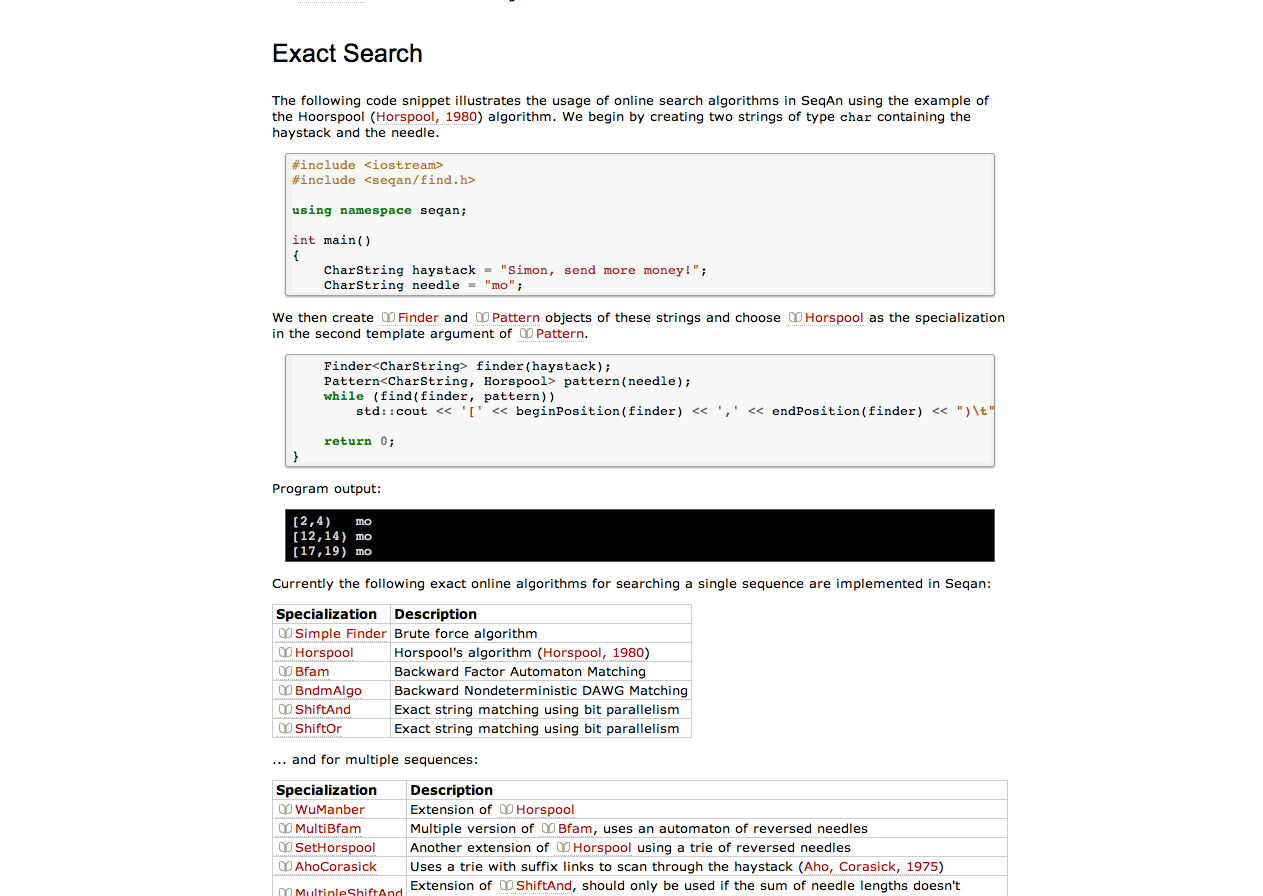 Exact Search
The following code snippet illustrates the usage of online search algorithms in SeqAn using the example of
the Hoorspool (Horspool, 1980) algorithm. We begin by creating two strings of type char containing the
haystack and the needle.
#include <iostream>
#include <seqan/find.h>
using namespace seqan;
int main()
{
    CharString haystack = "Simon, send more money!";
    CharString needle = "mo";
We then create Finder and Pattern objects of these strings and choose Horspool as the specialization
in the second template argument of Pattern.
    Finder<CharString> finder(haystack);
    Pattern<CharString, Horspool> pattern(needle);
    while (find(finder, pattern))
        std::cout << '[' << beginPosition(finder) << ',' << endPosition(finder) << ")\t"
    return 0;
}
Program output:
[2,4)   mo
[12,14) mo
[17,19) mo
Currently the following exact online algorithms for searching a single sequence are implemented in Seqan:
Specialization Description
Simple Finder Brute force algorithm
Horspool Horspool's algorithm (Horspool, 1980)
Bfam Backward Factor Automaton Matching
BndmAlgo Backward Nondeterministic DAWG Matching
ShiftAnd Exact string matching using bit parallelism
ShiftOr Exact string matching using bit parallelism
... and for multiple sequences:
Specialization Description
WuManber Extension of Horspool
MultiBfam Multiple version of Bfam, uses an automaton of reversed needles
SetHorspool Another extension of Horspool using a trie of reversed needles
AhoCorasick Uses a trie with suffix links to scan through the haystack (Aho, Corasick, 1975)
MultipleShiftAnd Extension of ShiftAnd, should only be used if the sum of needle lengths doesn't